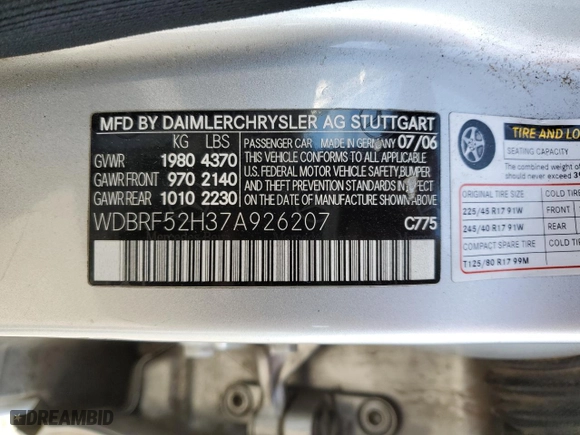 MFD BY DAIMLERCHRYSLER AG STUTTGART
KG LBS
PASSENGER CAR MADE IN GERMANY 07/06
GVWR 1980 4370
GAWR FRONT 970 2140
GAWR REAR 1010 2230
THIS VEHICLE CONFORMS TO ALL APPLICABLE
U.S. FEDERAL MOTOR VEHICLE SAFETY, BUMPER,
AND THEFT PREVENTION STANDARDS IN EFFECT
ON THE DATE OF MANUFACTURE SHOWN ABOVE.
WDBRF52H37A926207
C775
TIRE AND LO
SEATING CAPACITY
The combined weight of
should never exceed
ORIGINAL TIRE SIZE COLD TIRE
225/45 R17 91W FRONT
245/40 R17 91W REAR
COMPACT SPARE TIRE COLD TI
T125/80 R17 99M
DREAMBID